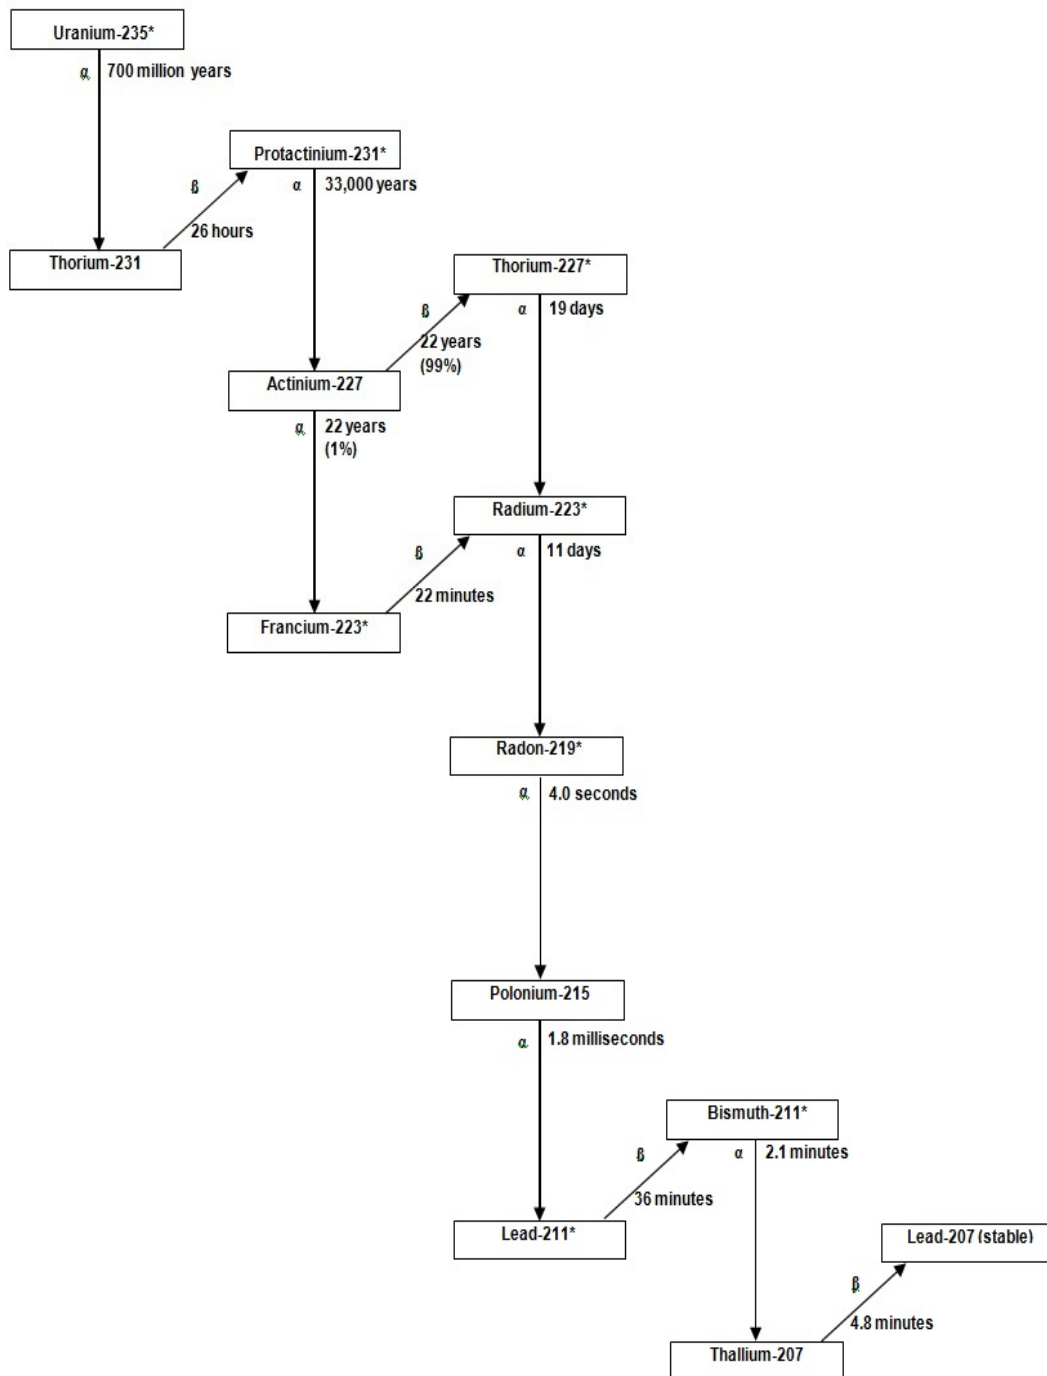 Uranium-235*
α 700 million years
Protactinium-231*
ß
α 33,000 years
26 hours
Thorium-231
Thorium-227*
ß
α 19 days
22 years
(99%)
Actinium-227
α 22 years
(1%)
Radium-223*
ß
α 11 days
22 minutes
Francium-223*
Radon-219*
α 4.0 seconds
Polonium-215
α 1.8 milliseconds
Bismuth-211*
ß
α 2.1 minutes
36 minutes
Lead-211*
Lead-207 (stable)
β
4.8 minutes
Thallium-207